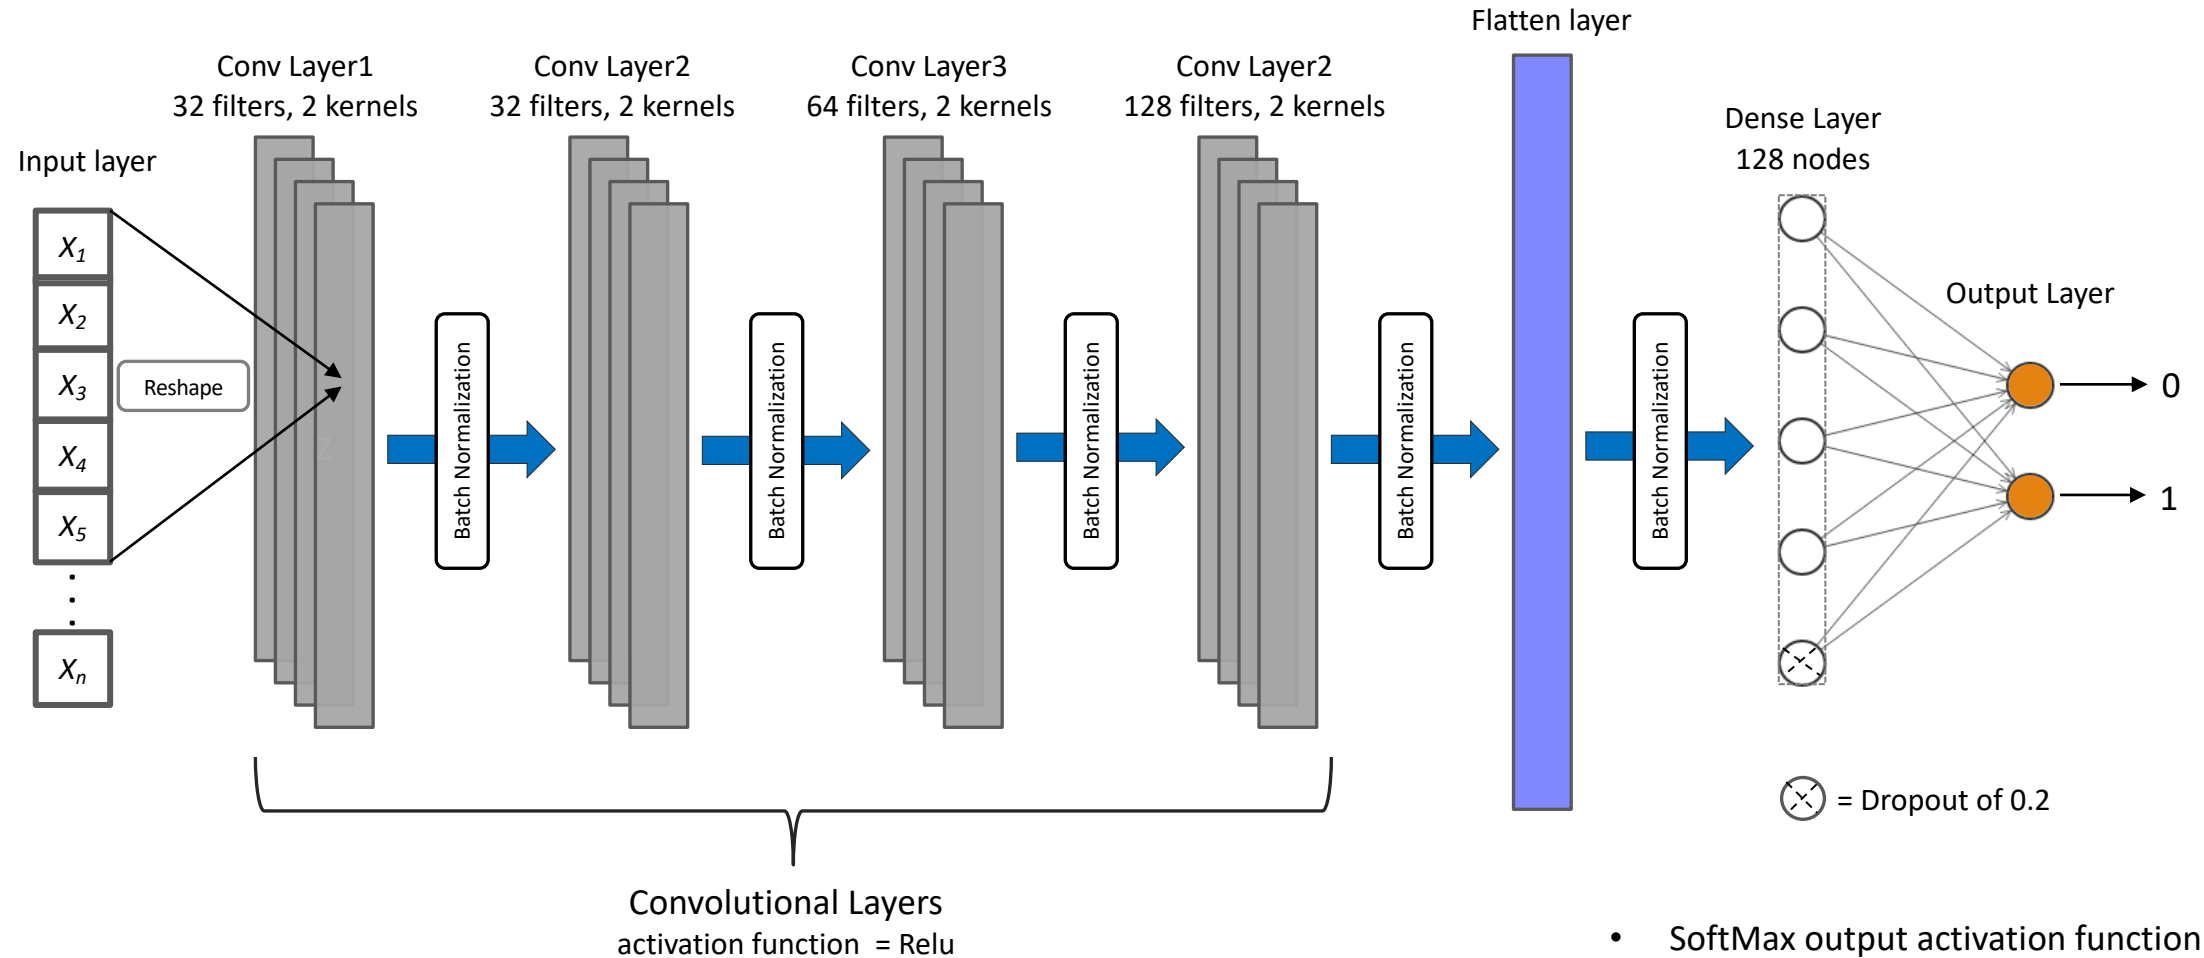 Flatten layer
Conv Layer1
32 filters, 2 kernels
Conv Layer2
32 filters, 2 kernels
Conv Layer3
64 filters, 2 kernels
Conv Layer2
128 filters, 2 kernels
Dense Layer
128 nodes
Input layer
Output Layer
X1
X2
X3
X4
X5
Xn
Reshape
z
Batch Normalization
Batch Normalization
Batch Normalization
Batch Normalization
Batch Normalization
0
1
= Dropout of 0.2
Convolutional Layers
activation function = Relu
• SoftMax output activation function